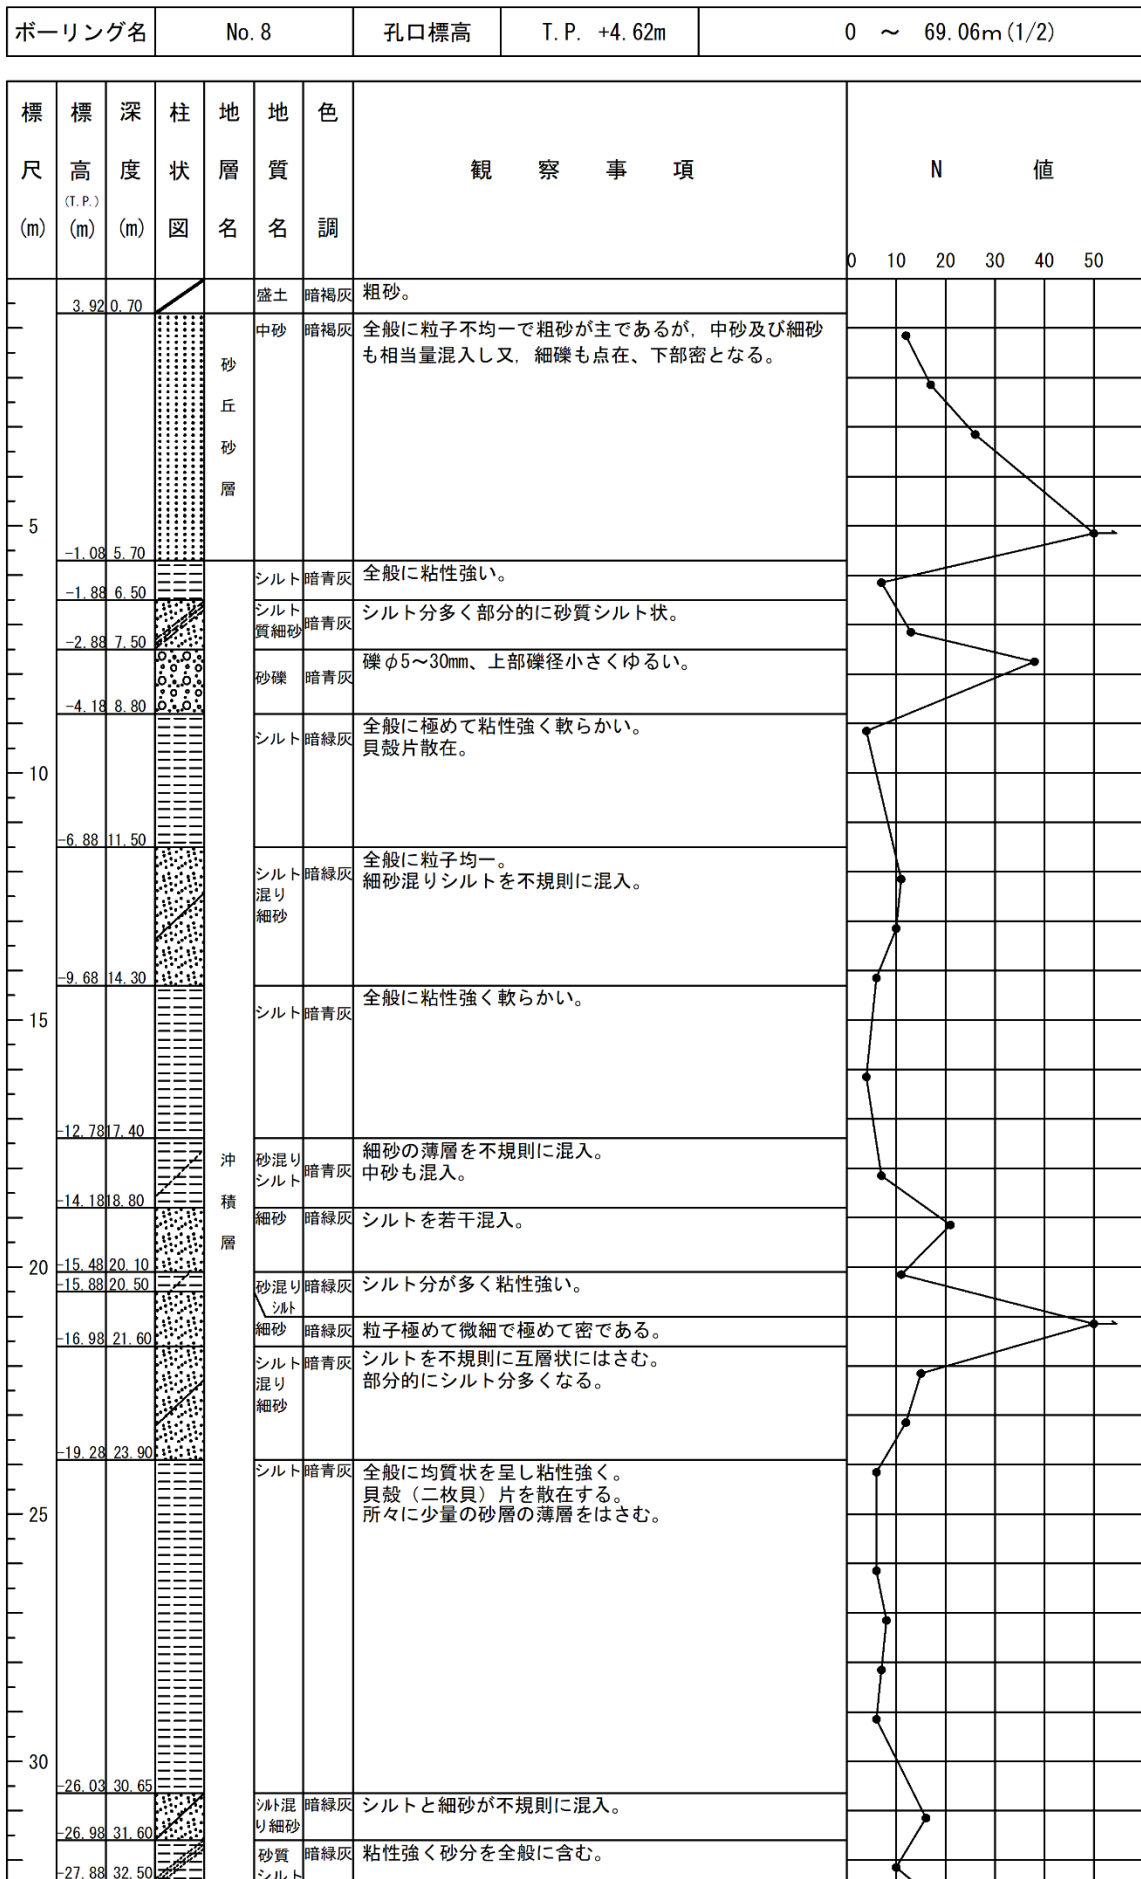 ボーリング名 No.8 孔口標高 T.P. +4.62m 0 ～ 69.06m(1/2)
標尺(m) 標高(T.P.)(m) 深度(m) 柱状図 地層名 地質名 色調 観察事項 N値
0 10 20 30 40 50
盛土 暗褐灰 粗砂。
3.92 0.70
砂丘砂層
中砂 暗褐灰 全般に粒子不均一で粗砂が主であるが、中砂及び細砂
も相当量混入し又，細礫も点在、下部密となる。
5
-1.08 5.70
沖積層
シルト 暗青灰 全般に粘性強い。
-1.88 6.50
シルト質細砂 暗青灰 シルト分多く部分的に砂質シルト状。
-2.88 7.50
砂礫 暗青灰 礫φ5～30mm、上部礫径小さくゆるい。
-4.18 8.80
シルト 暗緑灰 全般に極めて粘性強く軟らかい。
貝殻片散在。
10
-6.88 11.50
シルト混り細砂 暗緑灰 全般に粒子均一。
細砂混りシルトを不規則に混入。
-9.68 14.30
シルト 暗青灰 全般に粘性強く軟らかい。
15
-12.78 17.40
砂混りシルト 暗青灰 細砂の薄層を不規則に混入。
中砂も混入。
-14.18 18.80
細砂 暗緑灰 シルトを若干混入。
20
-15.48 20.10
砂混りシルト 暗緑灰 シルト分が多く粘性強い。
-15.88 20.50
細砂 暗緑灰 粒子極めて微細で極めて密である。
-16.98 21.60
シルト混り細砂 暗青灰 シルトを不規則に互層状にはさむ。
部分的にシルト分多くなる。
-19.28 23.90
シルト 暗青灰 全般に均質状を呈し粘性強く。
貝殻（二枚貝）片を散在する。
所々に少量の砂層の薄層をはさむ。
25
30
-26.03 30.65
シルト混り細砂 暗緑灰 シルトと細砂が不規則に混入。
-26.98 31.60
砂質シルト 暗緑灰 粘性強く砂分を全般に含む。
-27.88 32.50